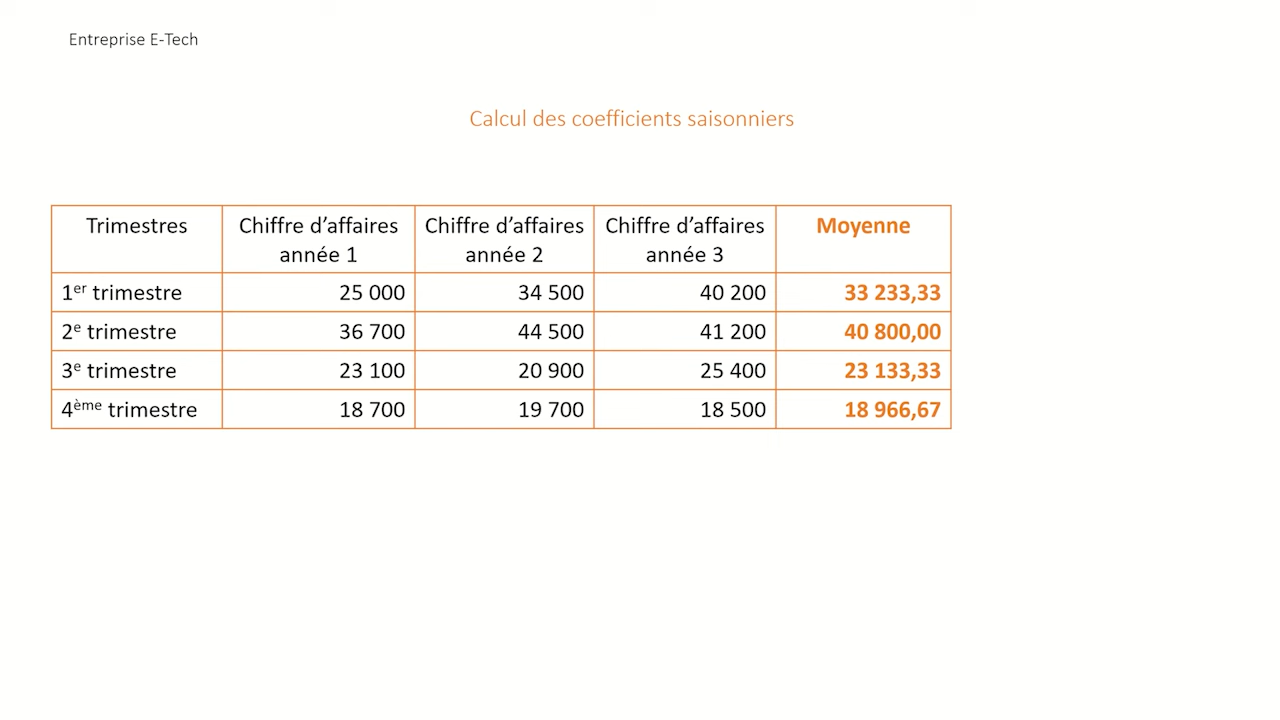 Entreprise E-Tech
Calcul des coefficients saisonniers
Trimestres Chiffre d’affaires année 1 Chiffre d’affaires année 2 Chiffre d’affaires année 3 Moyenne
1er trimestre 25 000 34 500 40 200 33 233,33
2e trimestre 36 700 44 500 41 200 40 800,00
3e trimestre 23 100 20 900 25 400 23 133,33
4ème trimestre 18 700 19 700 18 500 18 966,67